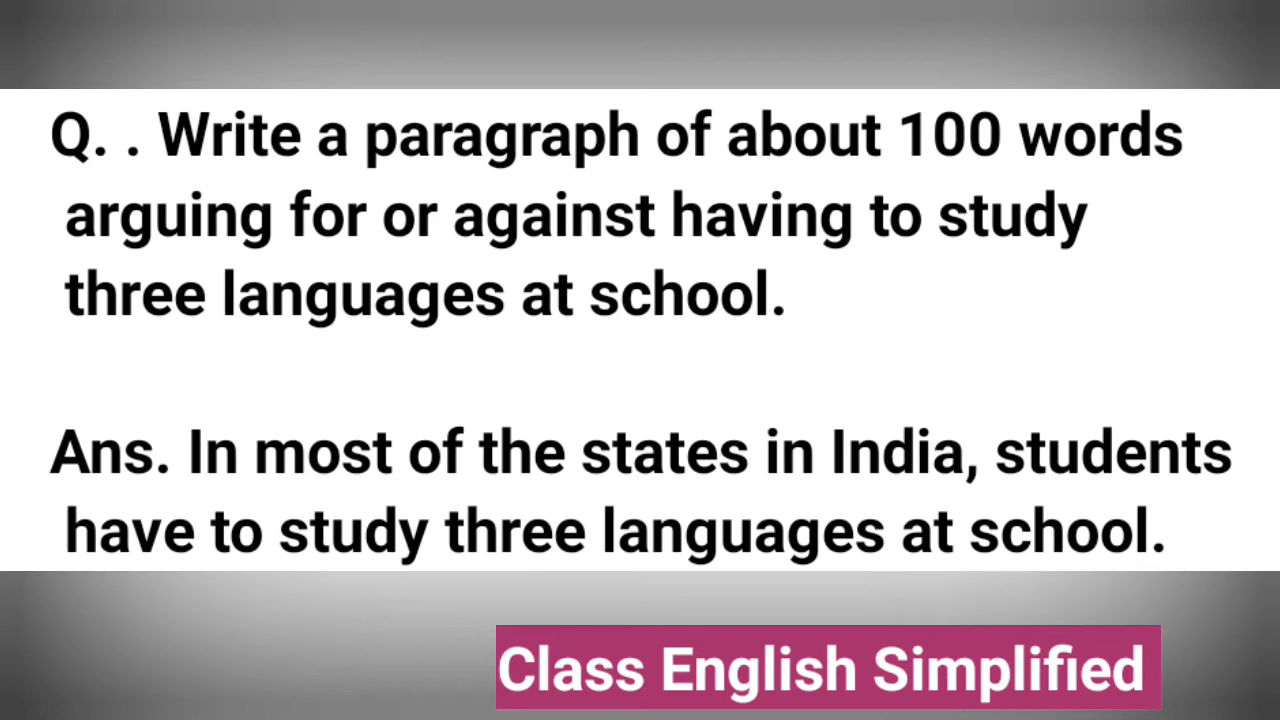 Q. . Write a paragraph of about 100 words
arguing for or against having to study
three languages at school.
Ans. In most of the states in India, students
have to study three languages at school.
Class English Simplified